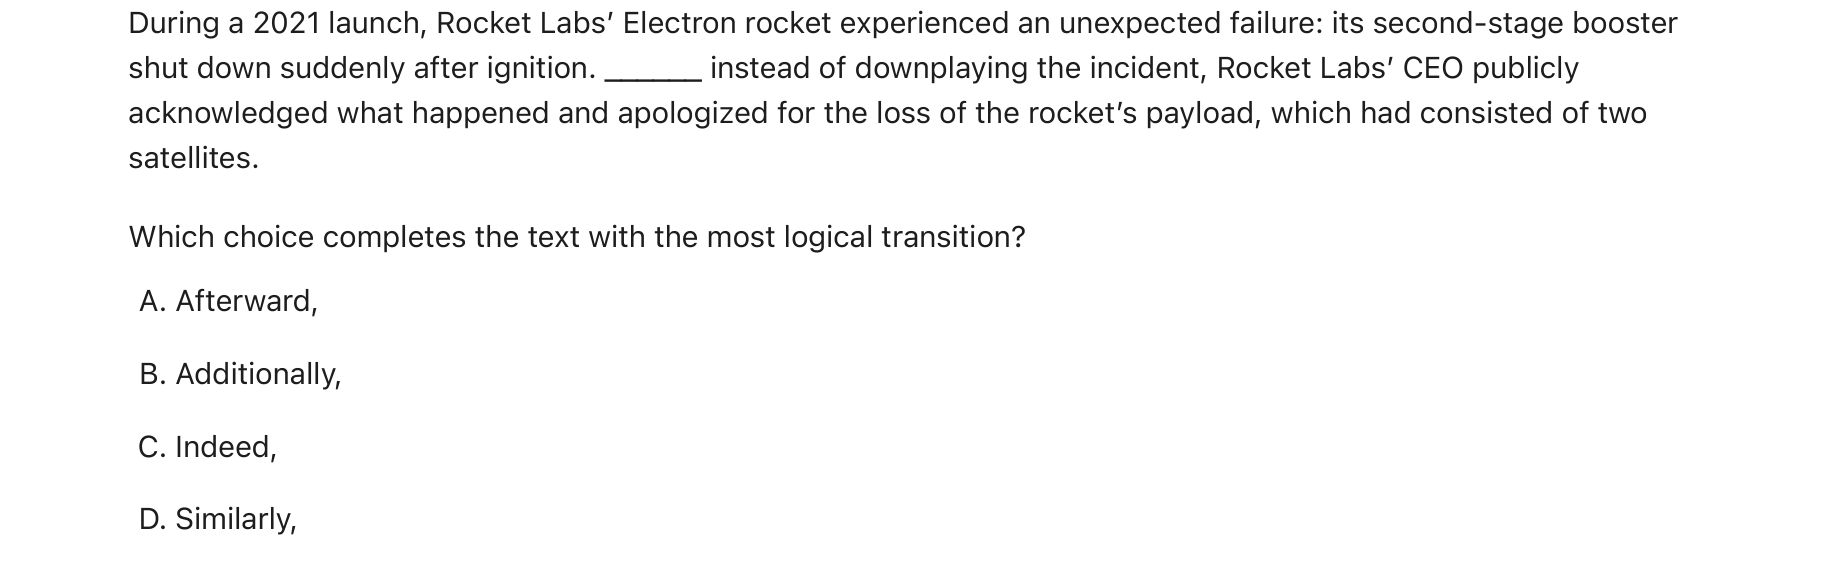 During a 2021 launch, Rocket Labs’ Electron rocket experienced an unexpected failure: its second-stage booster
shut down suddenly after ignition. ______ instead of downplaying the incident, Rocket Labs’ CEO publicly
acknowledged what happened and apologized for the loss of the rocket’s payload, which had consisted of two
satellites.
Which choice completes the text with the most logical transition?
A. Afterward,
B. Additionally,
C. Indeed,
D. Similarly,